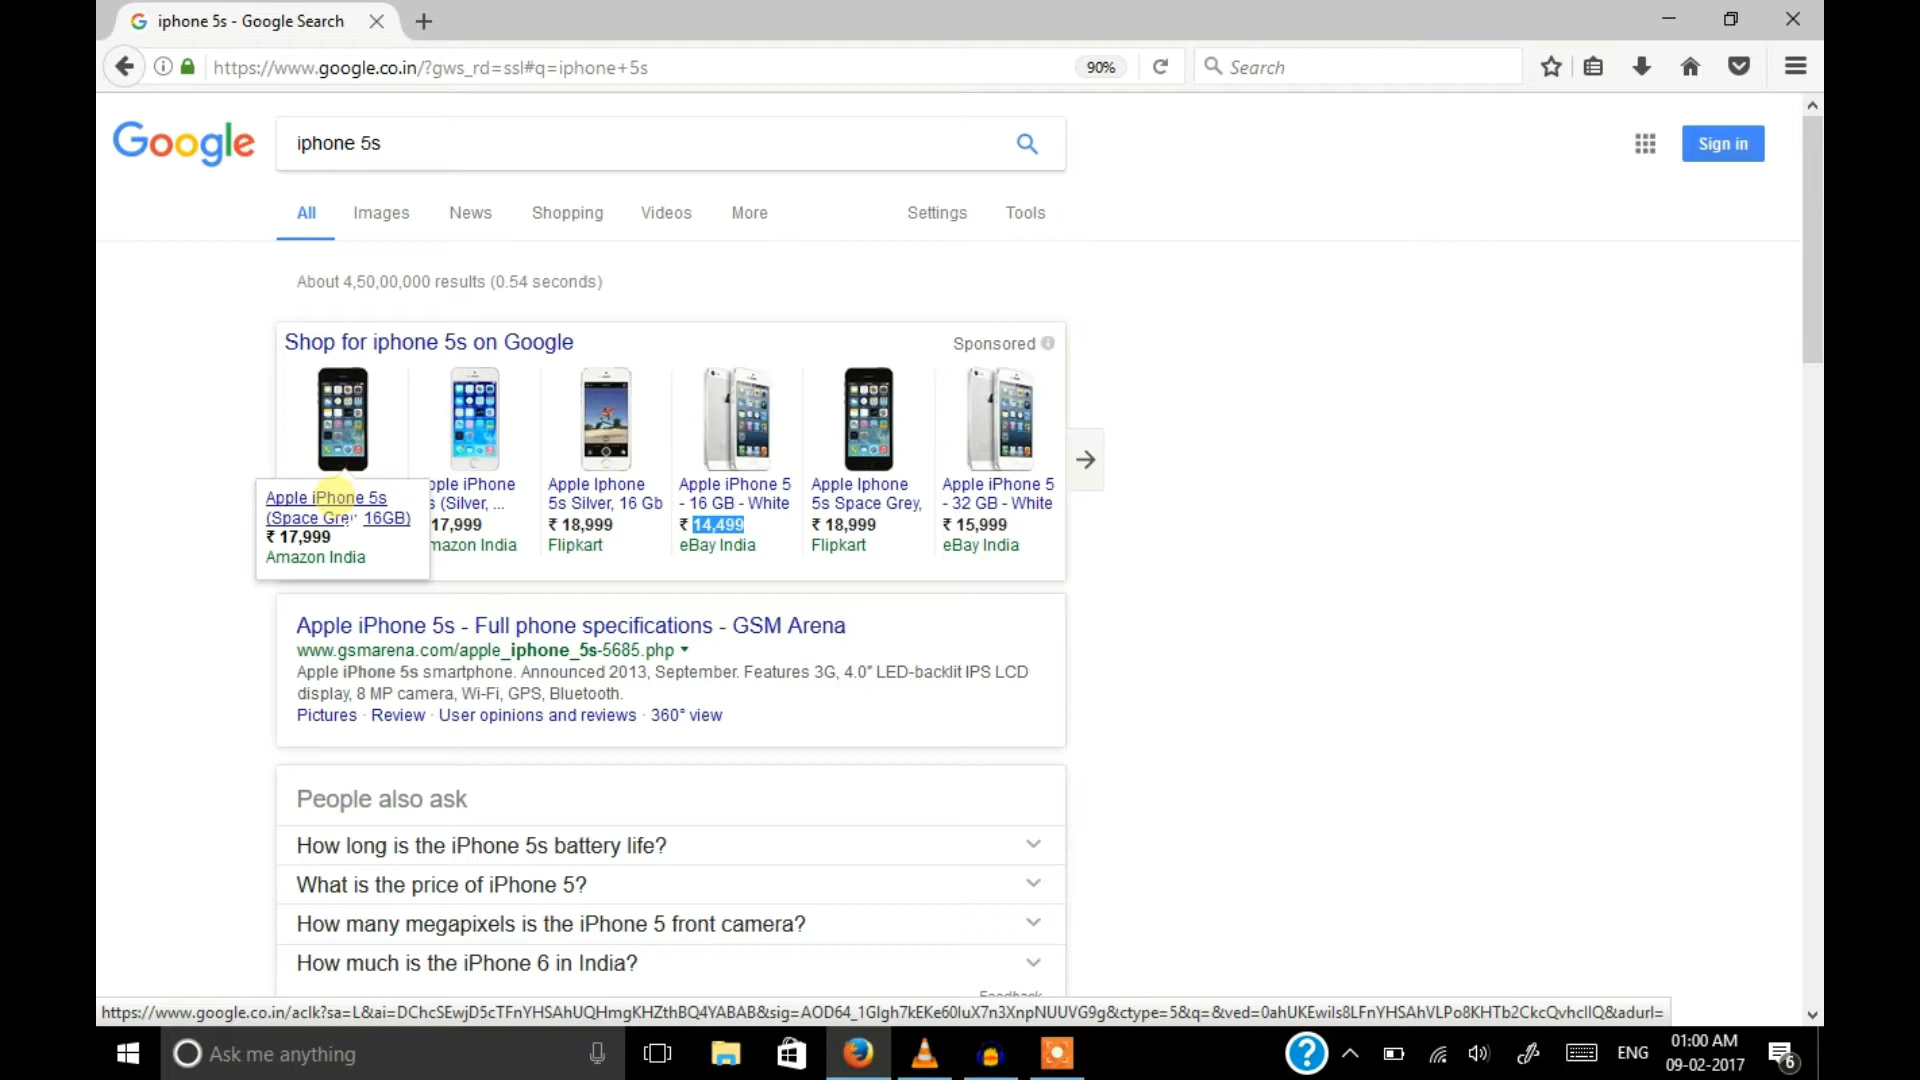 iphone 5s - Google Search
https://www.google.co.in/?gws_rd=ssl#q=iphone+5s
90%
Search
Google
iphone 5s
Sign in
All
Images
News
Shopping
Videos
More
Settings
Tools
About 4,50,00,000 results (0.54 seconds)
Shop for iphone 5s on Google
Sponsored
Apple iPhone 5s
(Space Grey, 16GB)
₹ 17,999
Amazon India
pple iPhone
s (Silver, ...
17,999
mazon India
Apple Iphone
5s Silver, 16 Gb
₹ 18,999
Flipkart
Apple iPhone 5
- 16 GB - White
₹ 14,499
eBay India
Apple Iphone
5s Space Grey,
₹ 18,999
Flipkart
Apple iPhone 5
- 32 GB - White
₹ 15,999
eBay India
Apple iPhone 5s - Full phone specifications - GSM Arena
www.gsmarena.com/apple_iphone_5s-5685.php
Apple iPhone 5s smartphone. Announced 2013, September. Features 3G, 4.0″ LED-backlit IPS LCD
display, 8 MP camera, Wi-Fi, GPS, Bluetooth.
Pictures · Review · User opinions and reviews · 360° view
People also ask
How long is the iPhone 5s battery life?
What is the price of iPhone 5?
How many megapixels is the iPhone 5 front camera?
How much is the iPhone 6 in India?
Feedback
https://www.google.co.in/aclk?sa=L&ai=DChcSEwjD5cTFnYHSAhUQHmgKHZthBQ4YABAB&sig=AOD64_1GIgh7kEKe60IuX7n3XnpNUUVG9g&ctype=5&q=&ved=0ahUKEwils8LFnYHSAhVLPo8KHTb2CkcQvhcIIQ&adurl=
Ask me anything
ENG
01:00 AM
09-02-2017
6